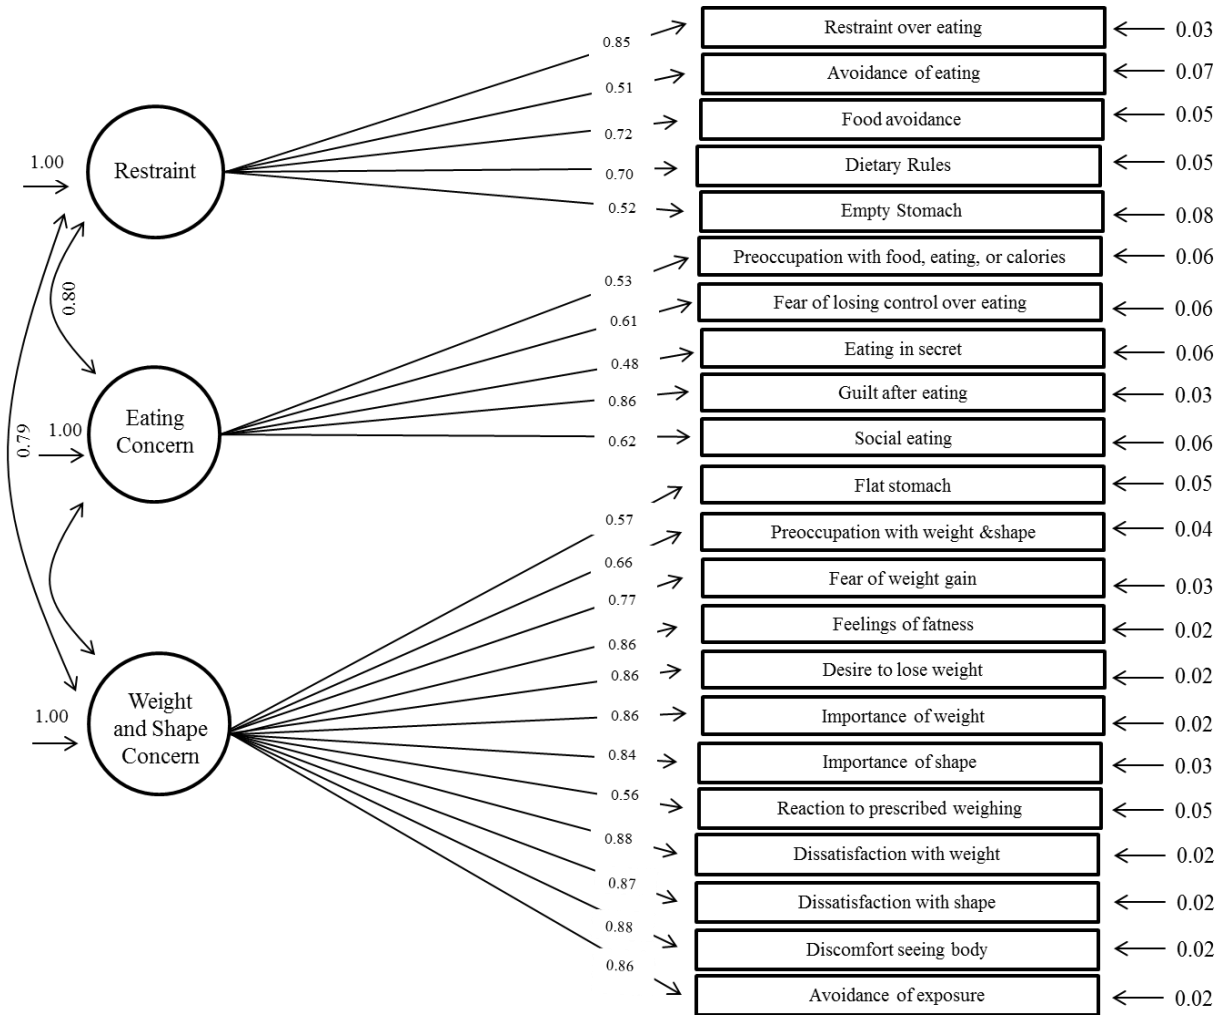 Restraint over eating
0.03
0.85
Avoidance of eating
0.07
0.51
Food avoidance
0.05
0.72
1.00
Restraint
Dietary Rules
0.05
0.70
0.52
Empty Stomach
0.08
Preoccupation with food, eating, or calories
0.06
0.53
0.80
Fear of losing control over eating
0.06
0.61
Eating in secret
0.06
0.48
Guilt after eating
0.03
0.86
1.00
Eating
Concern
0.79
Social eating
0.06
0.62
Flat stomach
0.05
0.57
Preoccupation with weight &shape
0.04
0.66
Fear of weight gain
0.03
0.77
Feelings of fatness
0.02
0.86
Desire to lose weight
0.02
0.86
1.00
Weight
and Shape
Concern
Importance of weight
0.02
0.86
Importance of shape
0.03
0.84
0.56
Reaction to prescribed weighing
0.05
0.88
Dissatisfaction with weight
0.02
0.87
Dissatisfaction with shape
0.02
0.88
Discomfort seeing body
0.02
0.86
Avoidance of exposure
0.02